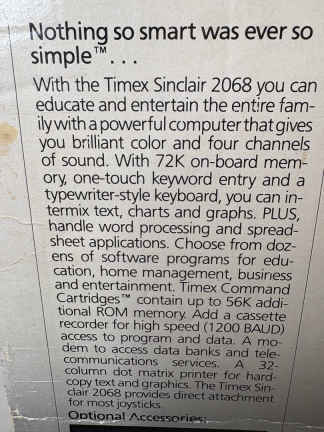 Nothing so smart was ever so
simple™...
With the Timex Sinclair 2068 you can
educate and entertain the entire fam-
ily with a powerful computer that gives
you brilliant color and four channels
of sound. With 72K on-board mem-
ory, one-touch keyword entry and a
typewriter-style keyboard, you can in-
termix text, charts and graphs. PLUS,
handle word processing and spread-
sheet applications. Choose from doz-
ens of software programs for edu-
cation, home management, business
and entertainment. Timex Command
Cartridges™ contain up to 56K addi-
tional ROM memory. Add a cassette
recorder for high speed (1200 BAUD)
access to program and data. A mo-
dem to access data banks and tele-
communications services. A 32-
column dot matrix printer for hard-
copy text and graphics. The Timex Sin-
clair 2068 provides direct attachment
for most joysticks.
Optional Accessories: